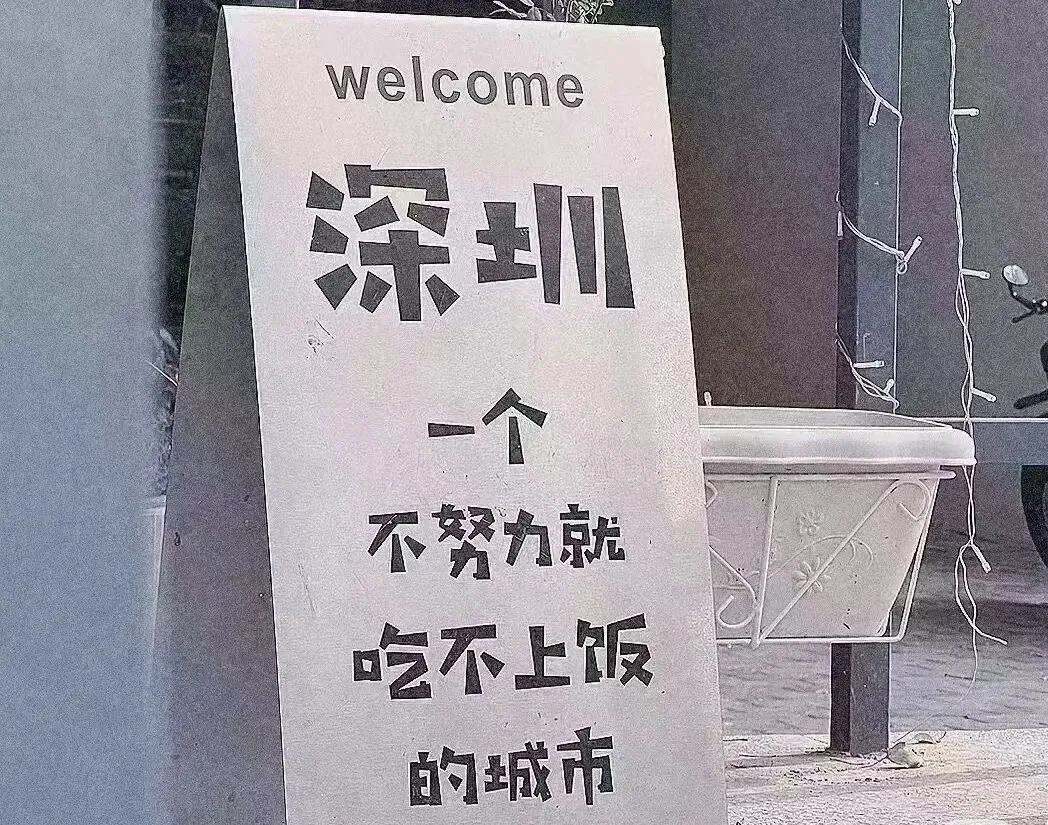 welcome
深圳
一个
不努力就
吃不上饭
的城市